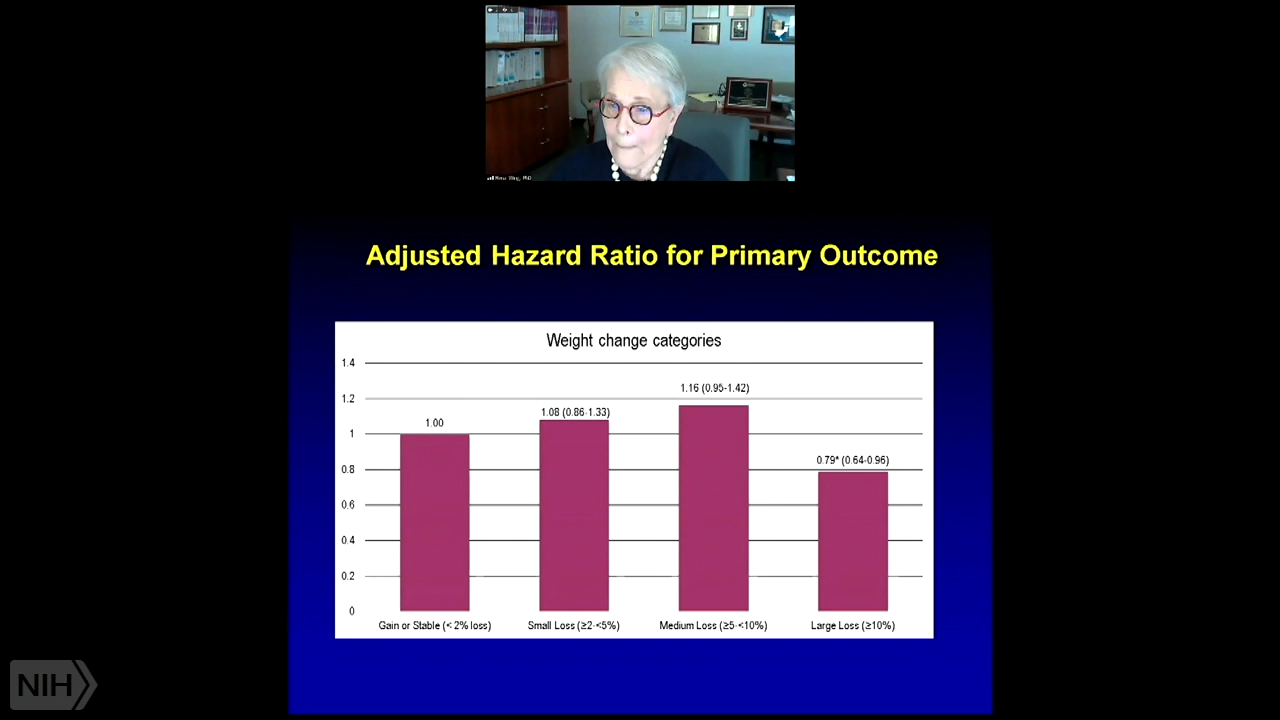 Adjusted Hazard Ratio for Primary Outcome
Weight change categories
1.4
1.2
1
0.8
0.6
0.4
0.2
0
1.00
1.08 (0.86-1.33)
1.16 (0.95-1.42)
0.79* (0.64-0.96)
Gain or Stable (< 2% loss)
Small Loss (≥2-<5%)
Medium Loss (≥5-<10%)
Large Loss (≥10%)
NIH